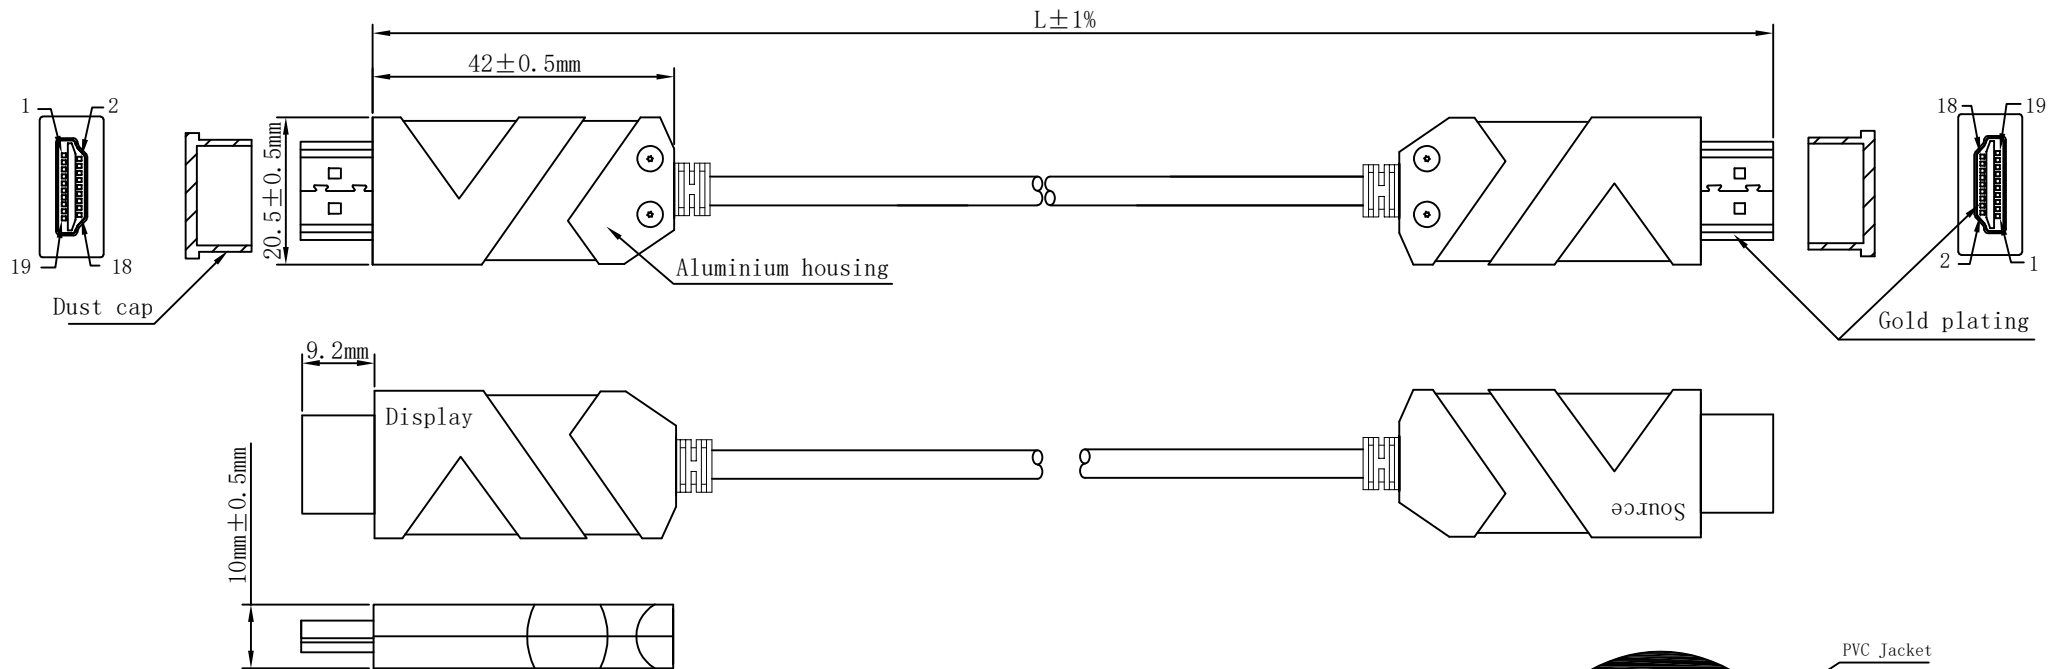 L±1%
42±0.5mm
1
2
18
19
20.5±0.5mm
19
18
2
1
Aluminium housing
Dust cap
Gold plating
9.2mm
Display
10mm±0.5mm
Source
PVC Jacket